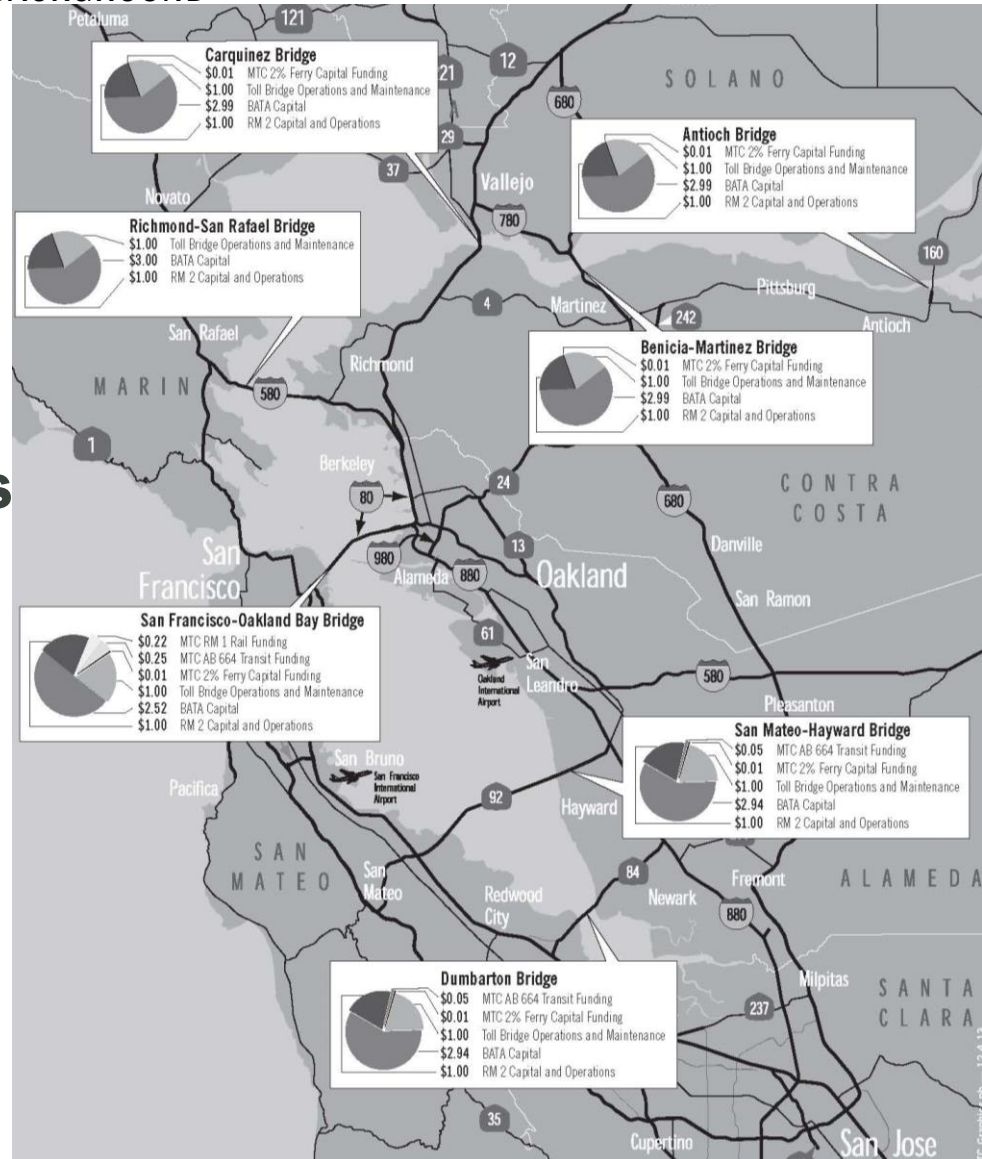 Petaluma
121
Carquinez Bridge
$0.01 MTC 2% Ferry Capital Funding
$1.00 Toll Bridge Operations and Maintenance
$2.99 BATA Capital
$1.00 RM 2 Capital and Operations
21
12
680
SOLANO
29
37
Antioch Bridge
$0.01 MTC 2% Ferry Capital Funding
$1.00 Toll Bridge Operations and Maintenance
$2.99 BATA Capital
$1.00 RM 2 Capital and Operations
Novato
Vallejo
780
160
Richmond-San Rafael Bridge
$1.00 Toll Bridge Operations and Maintenance
$3.00 BATA Capital
$1.00 RM 2 Capital and Operations
4
Martinez
Pittsburg
242
Antioch
San Rafael
Richmond
Benicia-Martinez Bridge
$0.01 MTC 2% Ferry Capital Funding
$1.00 Toll Bridge Operations and Maintenance
$2.99 BATA Capital
$1.00 RM 2 Capital and Operations
MARIN
580
1
Berkeley
80
24
680
CONTRA
COSTA
s
San
Francisco
980
Alameda
880
13
Oakland
Danville
San Ramon
San Francisco-Oakland Bay Bridge
$0.22 MTC RM 1 Rail Funding
$0.25 MTC AB 664 Transit Funding
$0.01 MTC 2% Ferry Capital Funding
$1.00 Toll Bridge Operations and Maintenance
$2.52 BATA Capital
$1.00 RM 2 Capital and Operations
61
Oakland
International
Airport
San
Leandro
580
Pleasanton
San Bruno
San Francisco
International
Airport
Pacifica
92
Hayward
San Mateo-Hayward Bridge
$0.05 MTC AB 664 Transit Funding
$0.01 MTC 2% Ferry Capital Funding
$1.00 Toll Bridge Operations and Maintenance
$2.94 BATA Capital
$1.00 RM 2 Capital and Operations
SAN
MATEO
San
Mateo
Redwood
City
84
Newark
Fremont
ALAMEDA
880
Dumbarton Bridge
$0.05 MTC AB 664 Transit Funding
$0.01 MTC 2% Ferry Capital Funding
$1.00 Toll Bridge Operations and Maintenance
$2.94 BATA Capital
$1.00 RM 2 Capital and Operations
Milpitas
237
SANTA
CLARA
35
Cupertino
San Jose